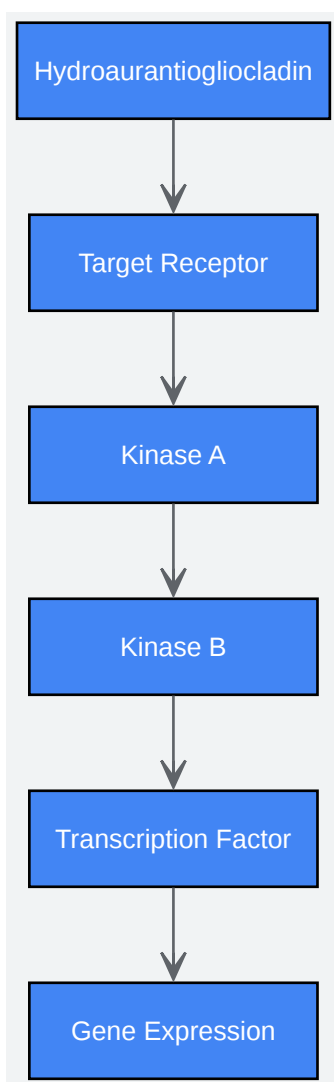 Hydroaurantiogliocladin
Target Receptor
Kinase A
Kinase B
Transcription Factor
Gene Expression